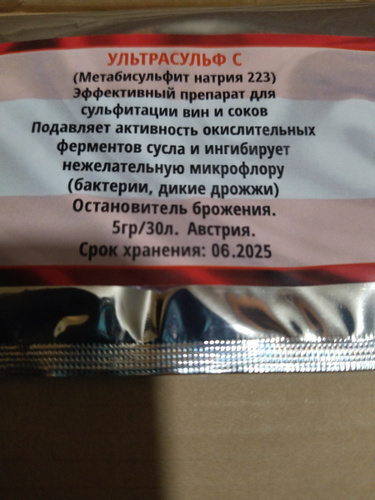 УЛЬТРАСУЛЬФ С
(Метабисульфит натрия 223)
Эффективный препарат для
сульфитации вин и соков
Подавляет активность окислительных
ферментов сусла и ингибирует
нежелательную микрофлору
(бактерии, дикие дрожжи)
Остановитель брожения.
5гр/30л. Австрия.
Срок хранения: 06.2025